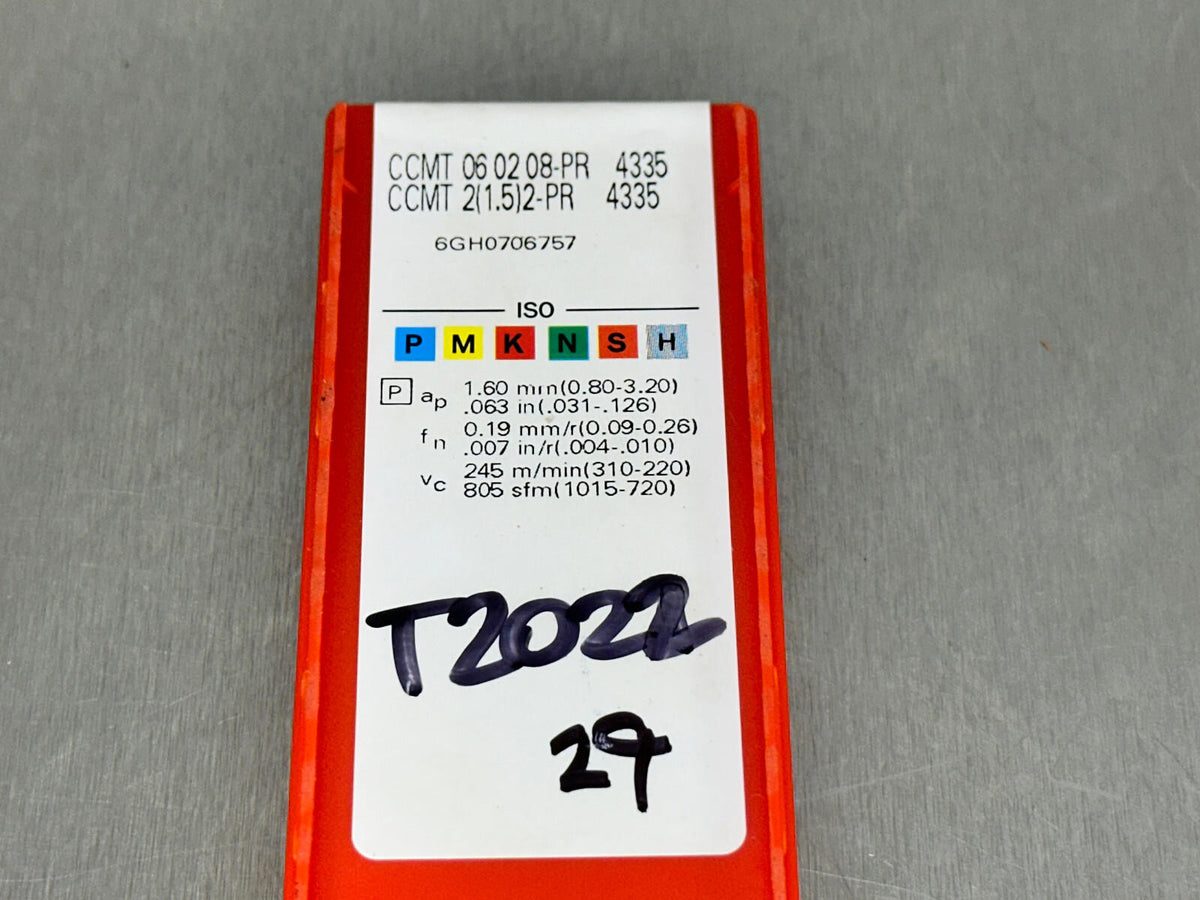 CCMT 06 02 08-PR 4335
CCMT 2(1.5)2-PR 4335
6GH0706757
ISO
P M K N S H
P ap 1.60 mm(0.80-3.20)
.063 in(.031-.126)
fn 0.19 mm/r(0.09-0.26)
.007 in/r(.004-.010)
vc 245 m/min(310-220)
805 sfm(1015-720)
T2022
29